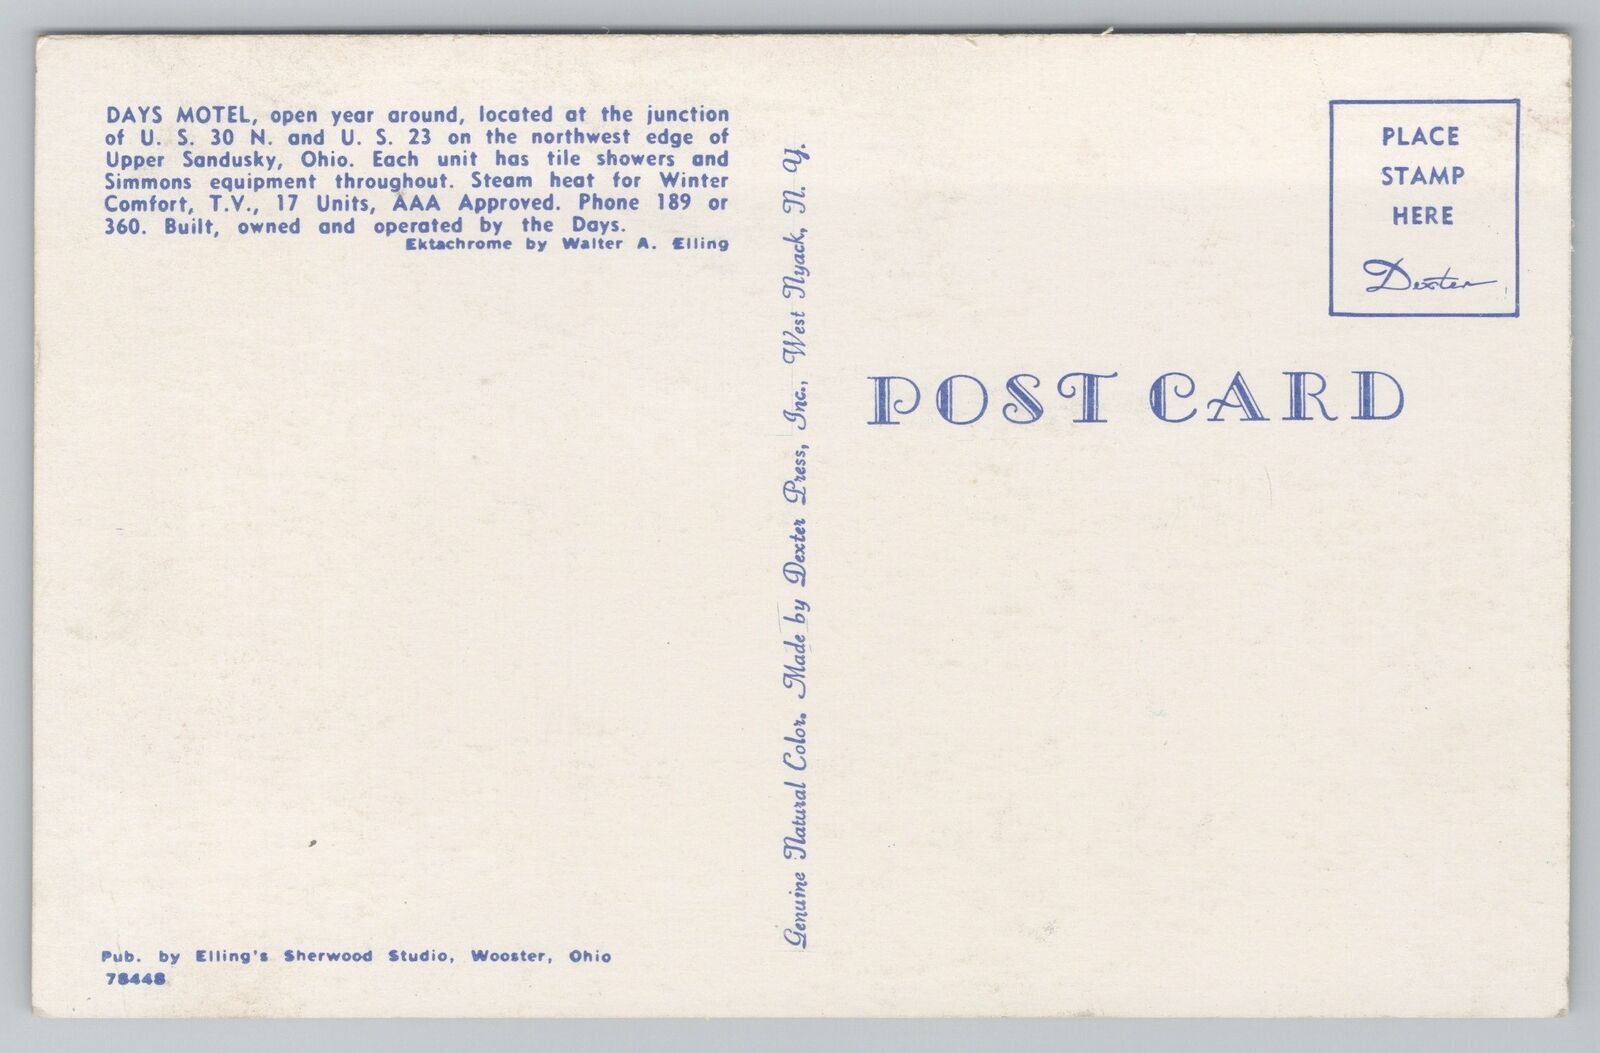 DAYS MOTEL, open year around, located at the junction
of U. S. 30 N. and U. S. 23 on the northwest edge of
Upper Sandusky, Ohio. Each unit has tile showers and
Simmons equipment throughout. Steam heat for Winter
Comfort, T.V., 17 Units, AAA Approved. Phone 189 or
360. Built, owned and operated by the Days.
Ektachrome by Walter A. Elling
Pub. by Elling's Sherwood Studio, Wooster, Ohio
78448
Genuine Natural Color. Made by Dexter Press, Inc., West Nyack, N. Y.
PLACE
STAMP
HERE
Dexter
POST CARD